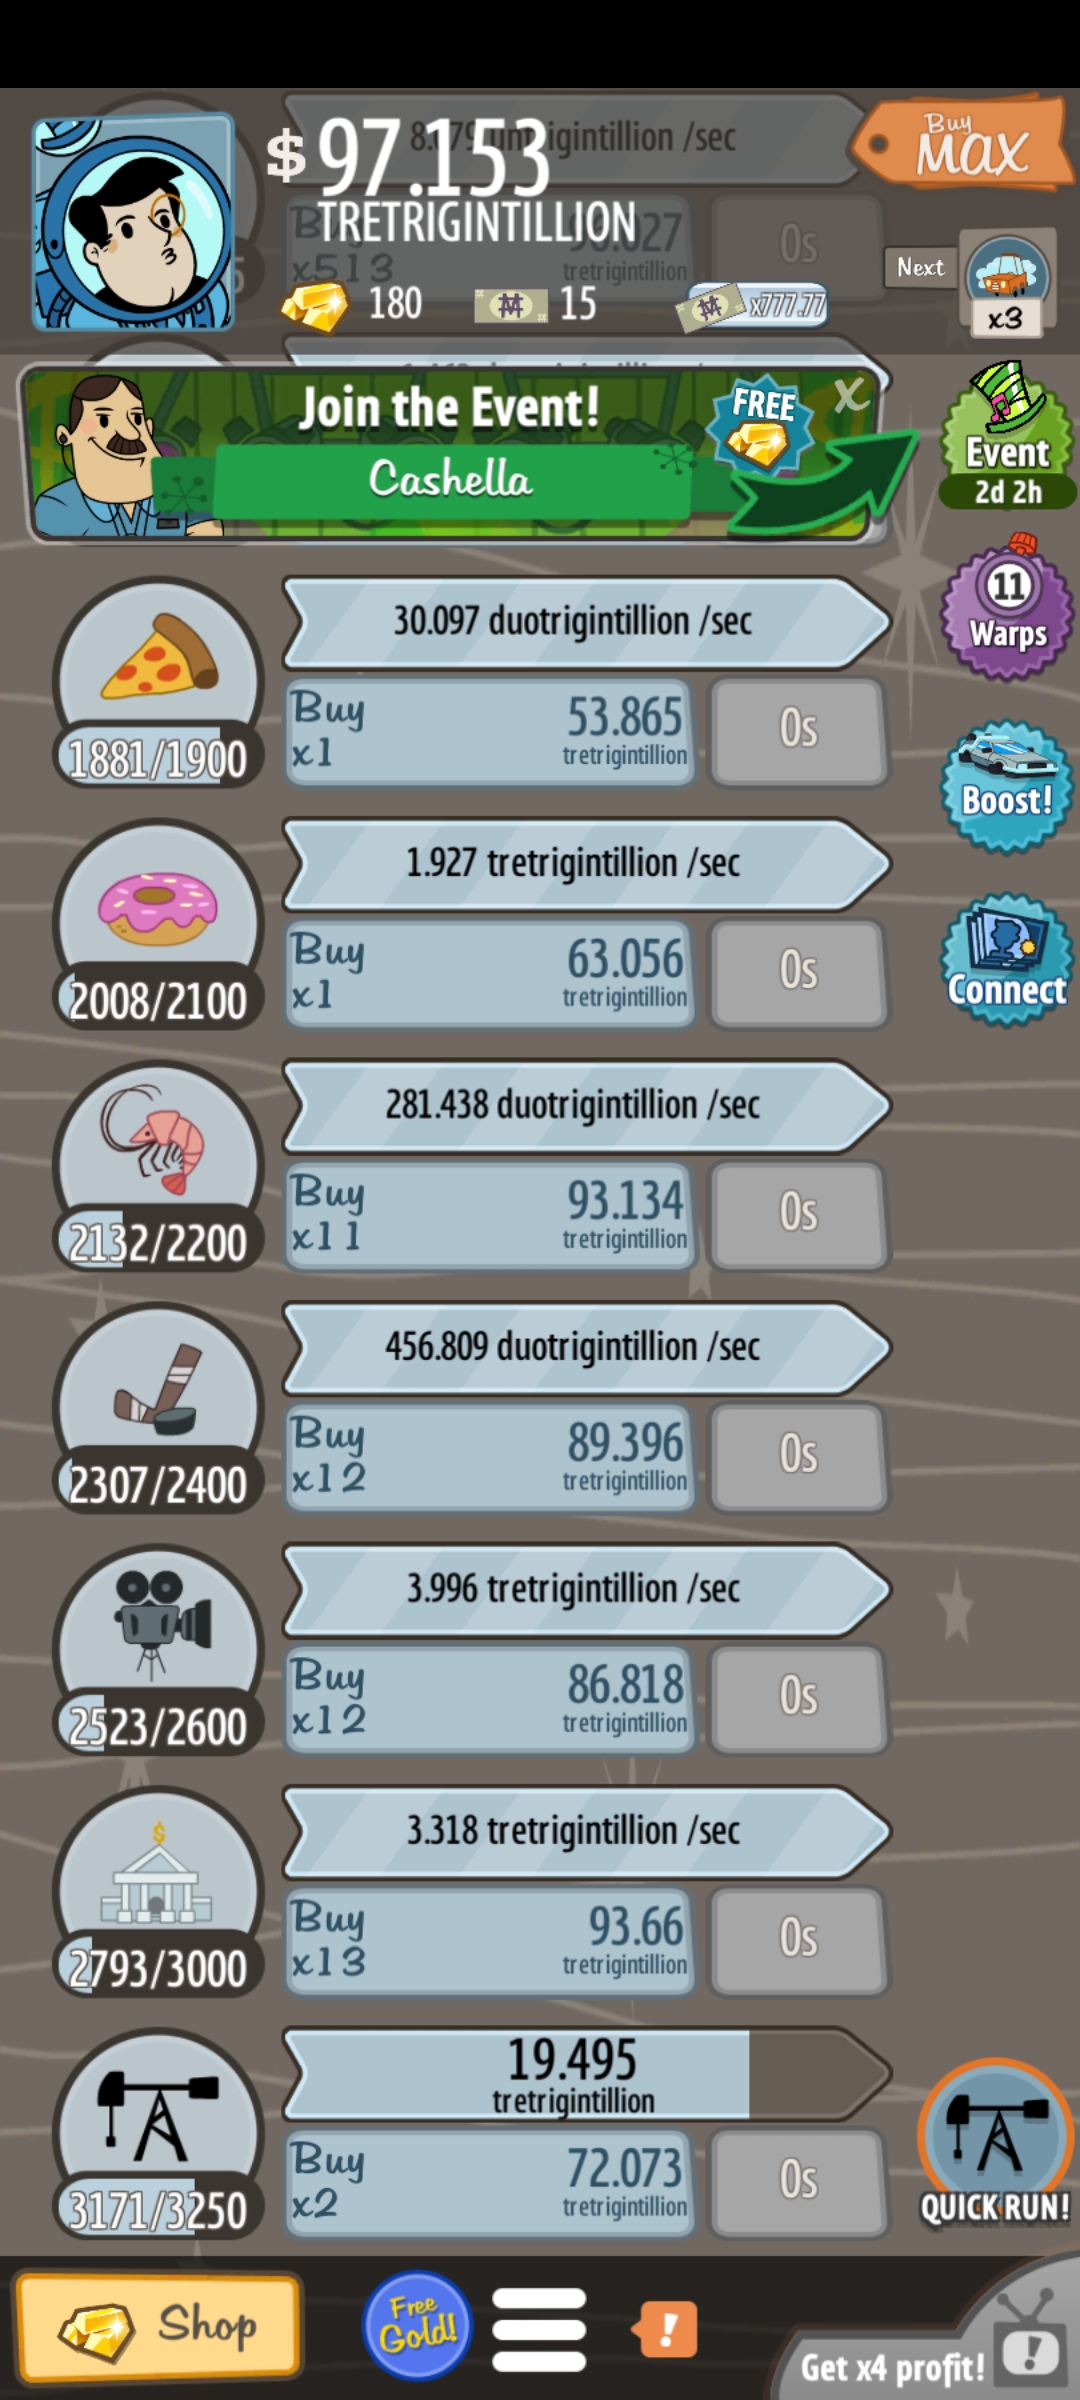 $ 97.153
TRETRIGINTILLION
/sec
Buy
MAX
x513
tretrigintillion
0s
Next
x3
180
15
x777.77
Join the Event!
Cashella
FREE
X
Event
2d 2h
30.097 duotrigintillion /sec
1881/1900
Buy
x1
53.865
tretrigintillion
0s
11
Warps
1.927 tretrigintillion /sec
2008/2100
Buy
x1
63.056
tretrigintillion
0s
Boost!
Connect
281.438 duotrigintillion /sec
2132/2200
Buy
x11
93.134
tretrigintillion
0s
456.809 duotrigintillion /sec
2307/2400
Buy
x12
89.396
tretrigintillion
0s
3.996 tretrigintillion /sec
2523/2600
Buy
x12
86.818
tretrigintillion
0s
$
3.318 tretrigintillion /sec
2793/3000
Buy
x13
93.66
tretrigintillion
0s
19.495
tretrigintillion
3171/3250
Buy
x2
72.073
tretrigintillion
0s
QUICK RUN!
Shop
Free
Gold!
!
Get x4 profit!
!